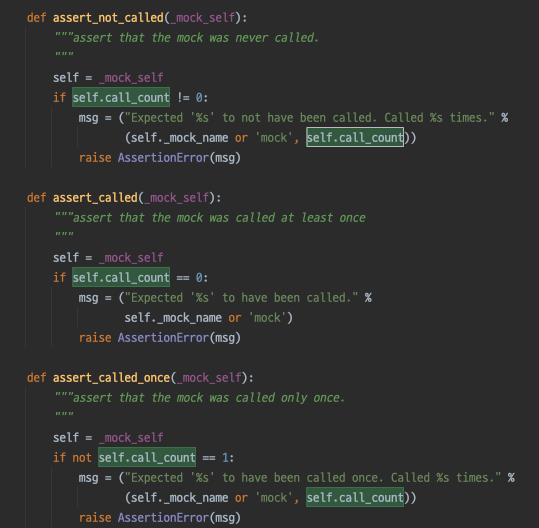 def assert_not_called(_mock_self):
"""assert that the mock was never called.
"""
self = _mock_self
if self.call_count != 0:
msg = ("Expected '%s' to not have been called. Called %s times." %
(self._mock_name or 'mock', self.call_count))
raise AssertionError(msg)
def assert_called(_mock_self):
"""assert that the mock was called at least once
"""
self = _mock_self
if self.call_count == 0:
msg = ("Expected '%s' to have been called." %
self._mock_name or 'mock')
raise AssertionError(msg)
def assert_called_once(_mock_self):
"""assert that the mock was called only once.
"""
self = _mock_self
if not self.call_count == 1:
msg = ("Expected '%s' to have been called once. Called %s times." %
(self._mock_name or 'mock', self.call_count))
raise AssertionError(msg)